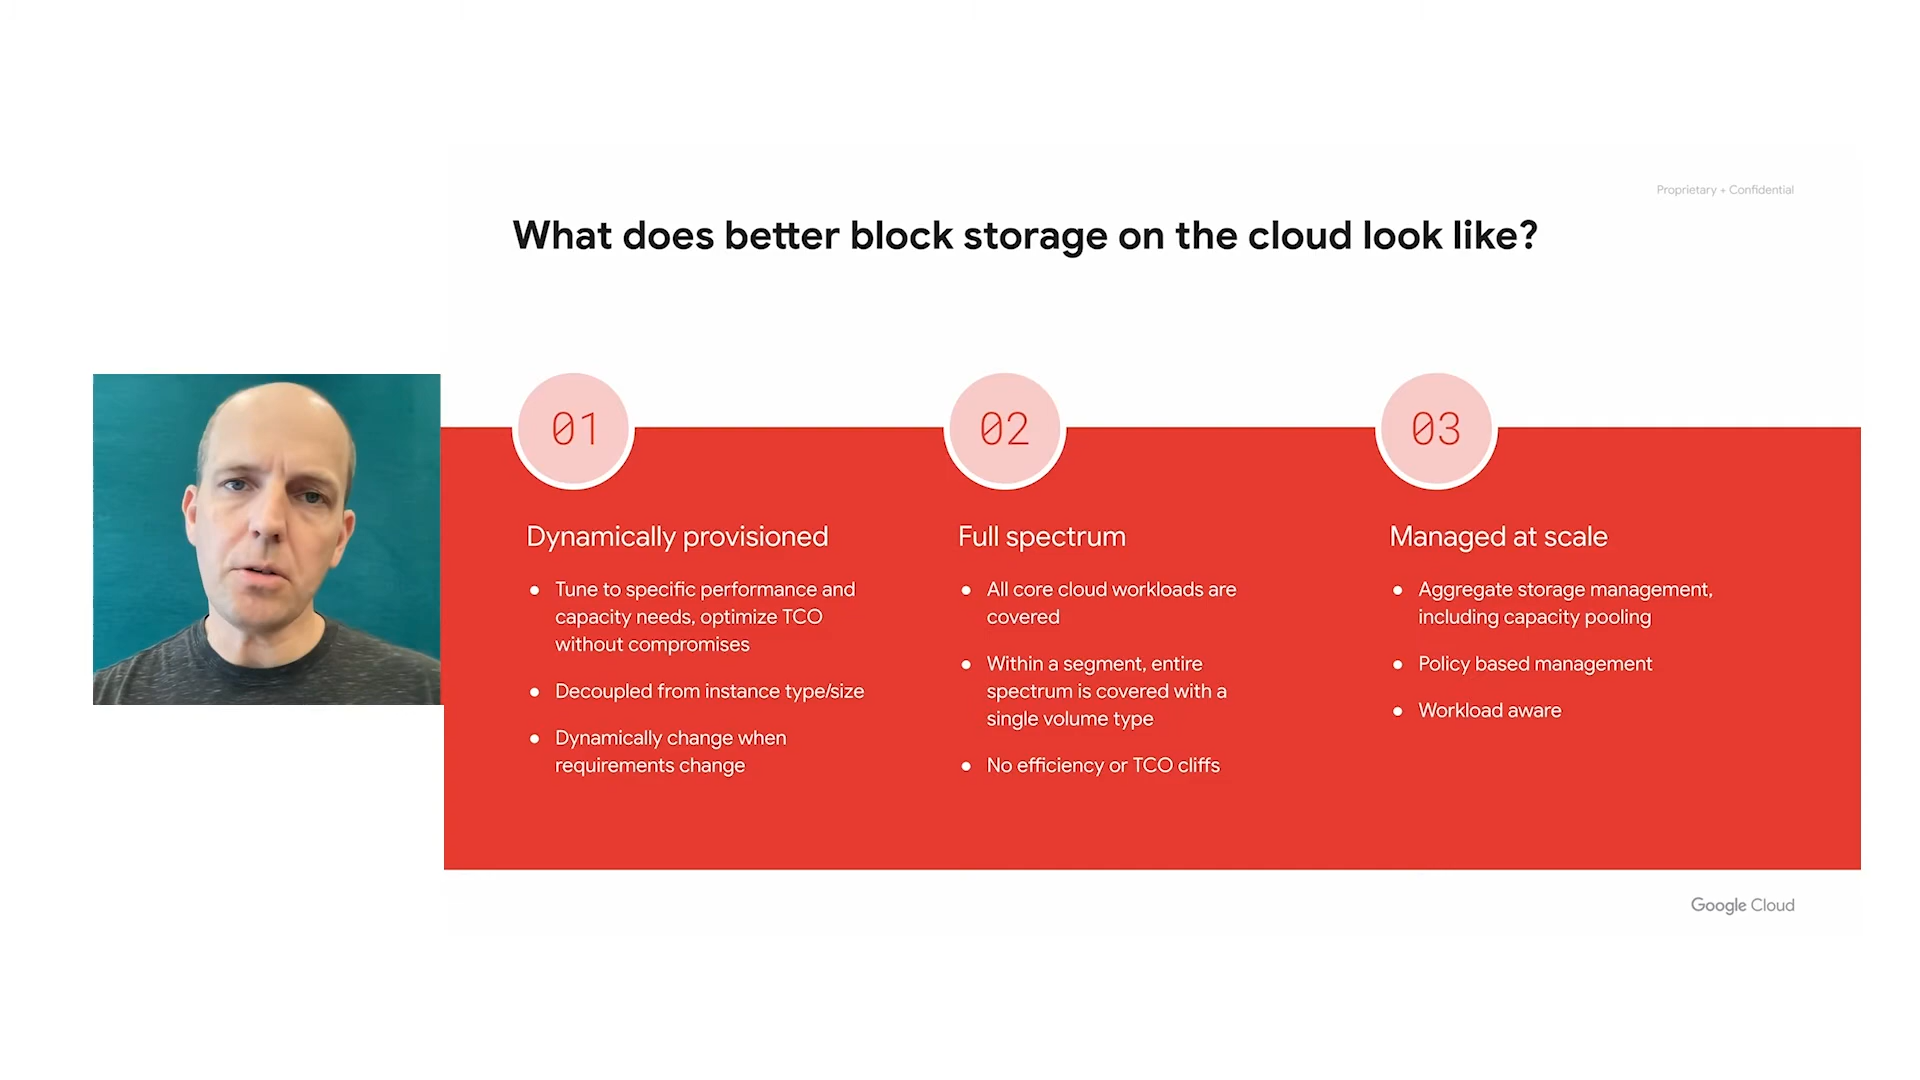 Proprietary + Confidential
What does better block storage on the cloud look like?
01
Dynamically provisioned
● Tune to specific performance and
capacity needs, optimize TCO
without compromises
● Decoupled from instance type/size
● Dynamically change when
requirements change
02
Full spectrum
● All core cloud workloads are
covered
● Within a segment, entire
spectrum is covered with a
single volume type
● No efficiency or TCO cliffs
03
Managed at scale
● Aggregate storage management,
including capacity pooling
● Policy based management
● Workload aware
Google Cloud